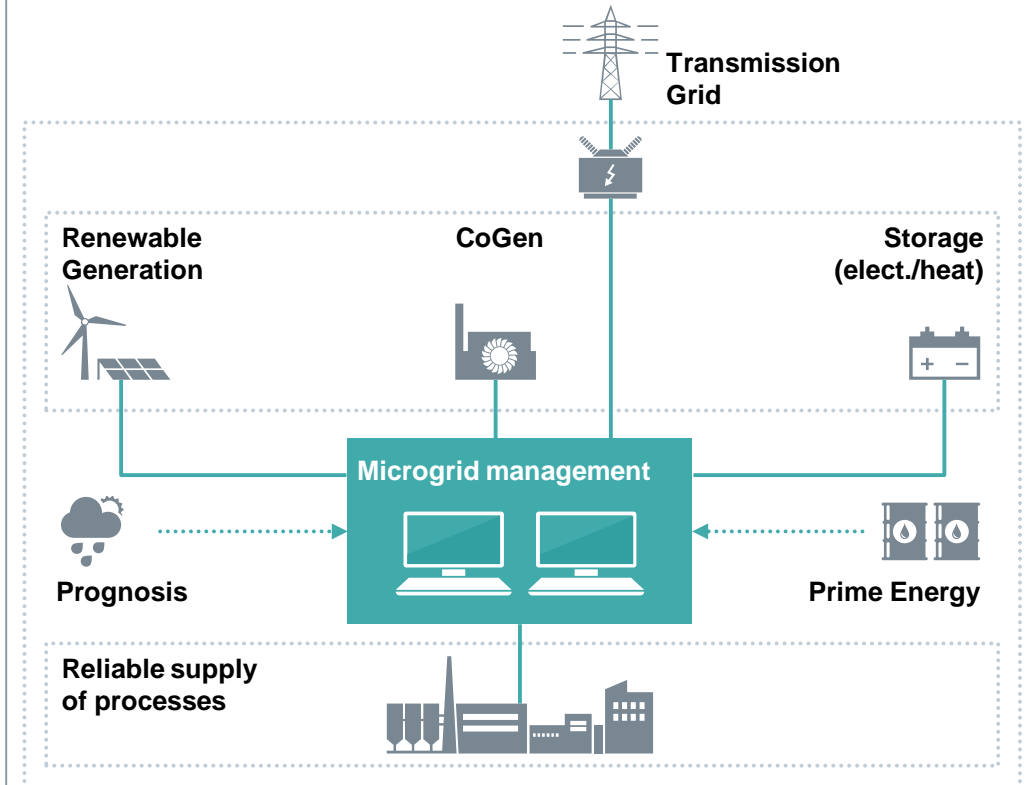 Transmission
Grid
Renewable
Generation
CoGen
Storage
(elect./heat)
+ −
Microgrid management
Prognosis
Prime Energy
Reliable supply
of processes